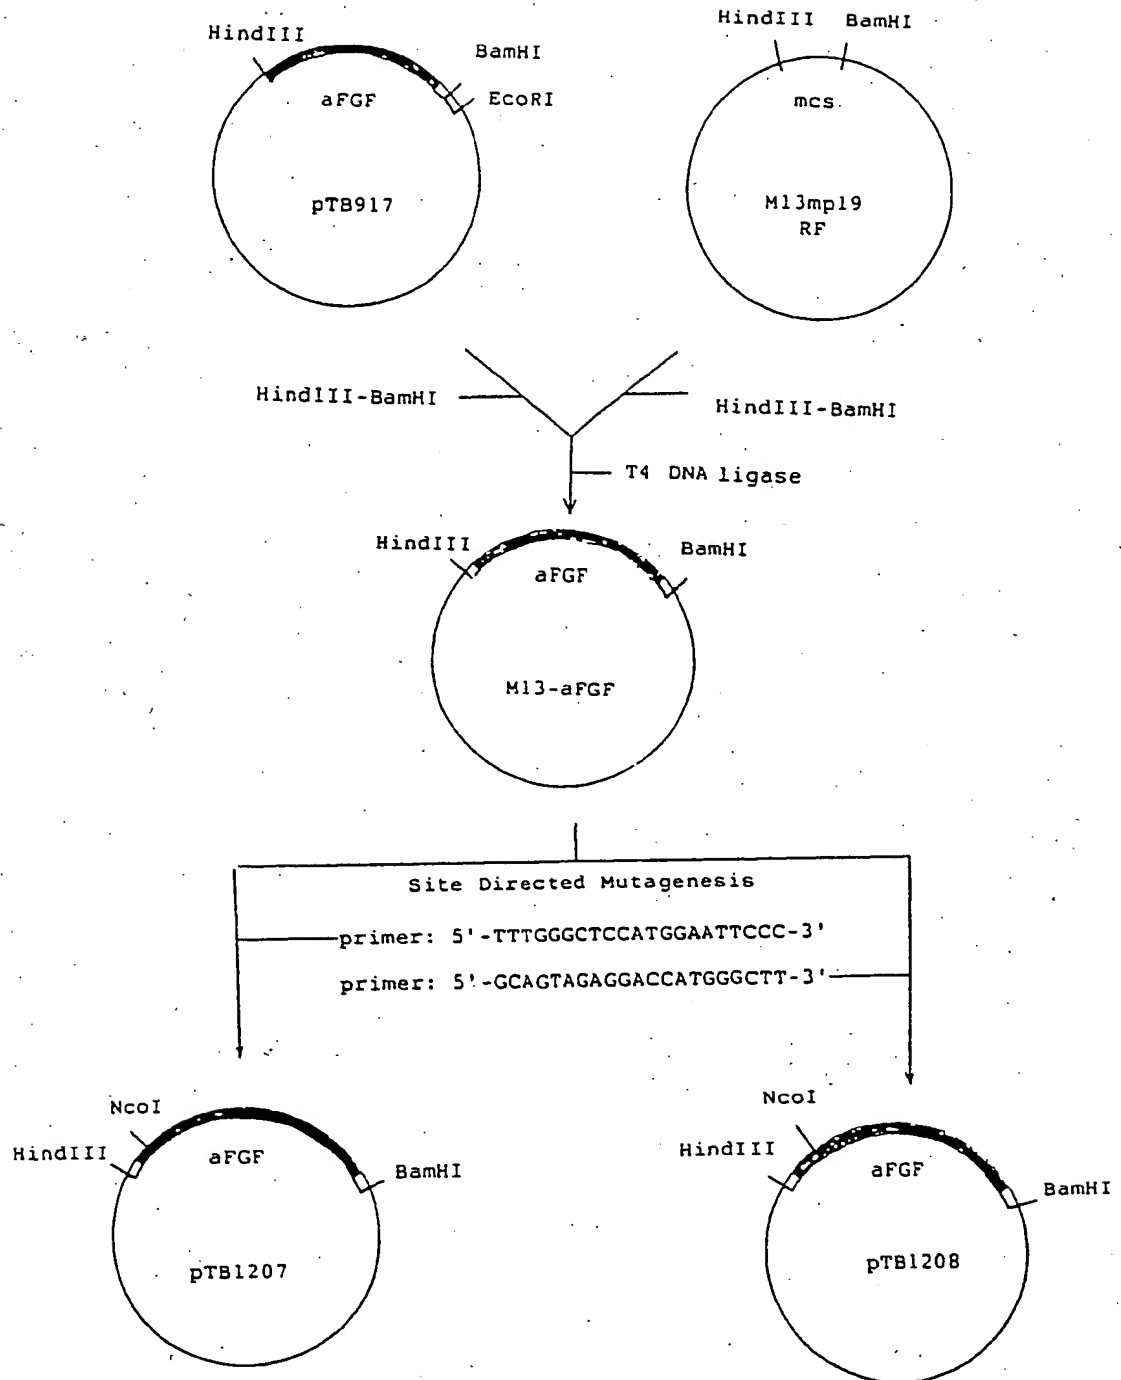 HindIII
BamHI
EcoRI
aFGF
pTB917
HindIII BamHI
mcs
M13mp19
RF
HindIII-BamHI
HindIII-BamHI
T4 DNA ligase
HindIII
BamHI
aFGF
M13-aFGF
Site Directed Mutagenesis
primer: 5'-TTTGGGCTCCATGGAATTCCC-3'
primer: 5'-GCAGTAGAGGACCATGGGCTT-3'
NcoI
HindIII
aFGF
BamHI
pTB1207
NcoI
HindIII
aFGF
BamHI
pTB1208